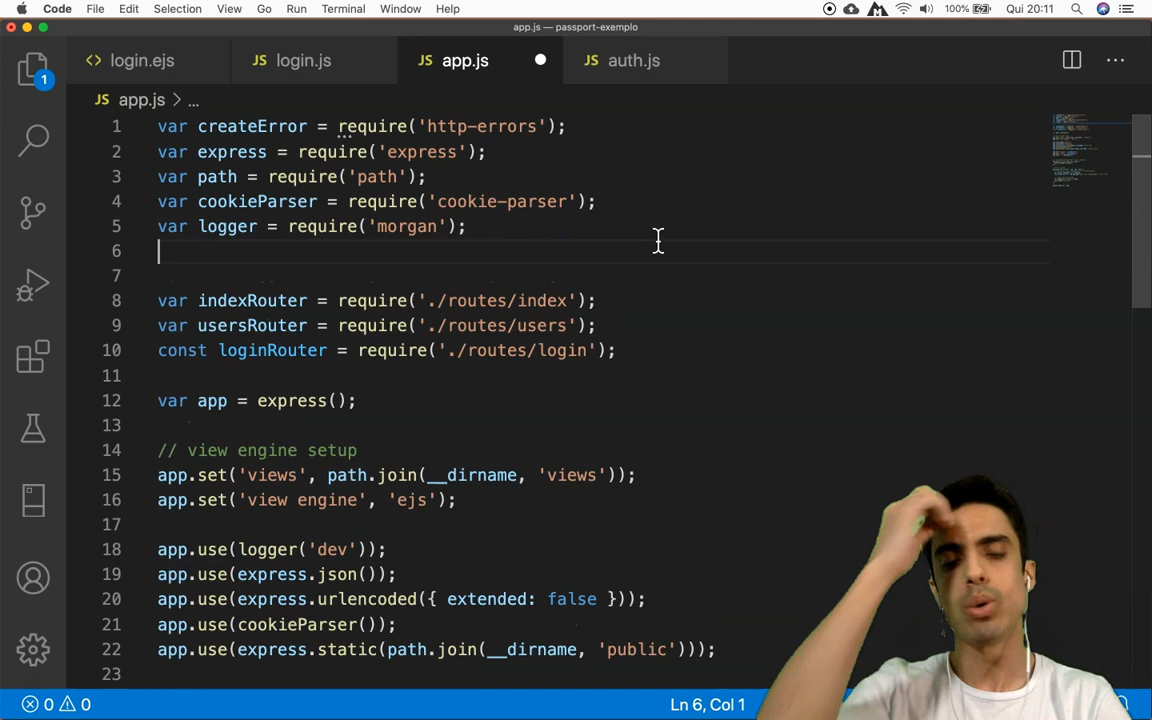 Code File Edit Selection View Go Run Terminal Window Help 100% Qui 20:11
app.js — passport-exemplo
<> login.ejs JS login.js JS app.js JS auth.js
JS app.js > ...
1
1 var createError = require('http-errors');
2 var express = require('express');
3 var path = require('path');
4 var cookieParser = require('cookie-parser');
5 var logger = require('morgan');
6
7
8 var indexRouter = require('./routes/index');
9 var usersRouter = require('./routes/users');
10 const loginRouter = require('./routes/login');
11
12 var app = express();
13
14 // view engine setup
15 app.set('views', path.join(__dirname, 'views'));
16 app.set('view engine', 'ejs');
17
18 app.use(logger('dev'));
19 app.use(express.json());
20 app.use(express.urlencoded({ extended: false }));
21 app.use(cookieParser());
22 app.use(express.static(path.join(__dirname, 'public')));
23
0 0 Ln 6, Col 1